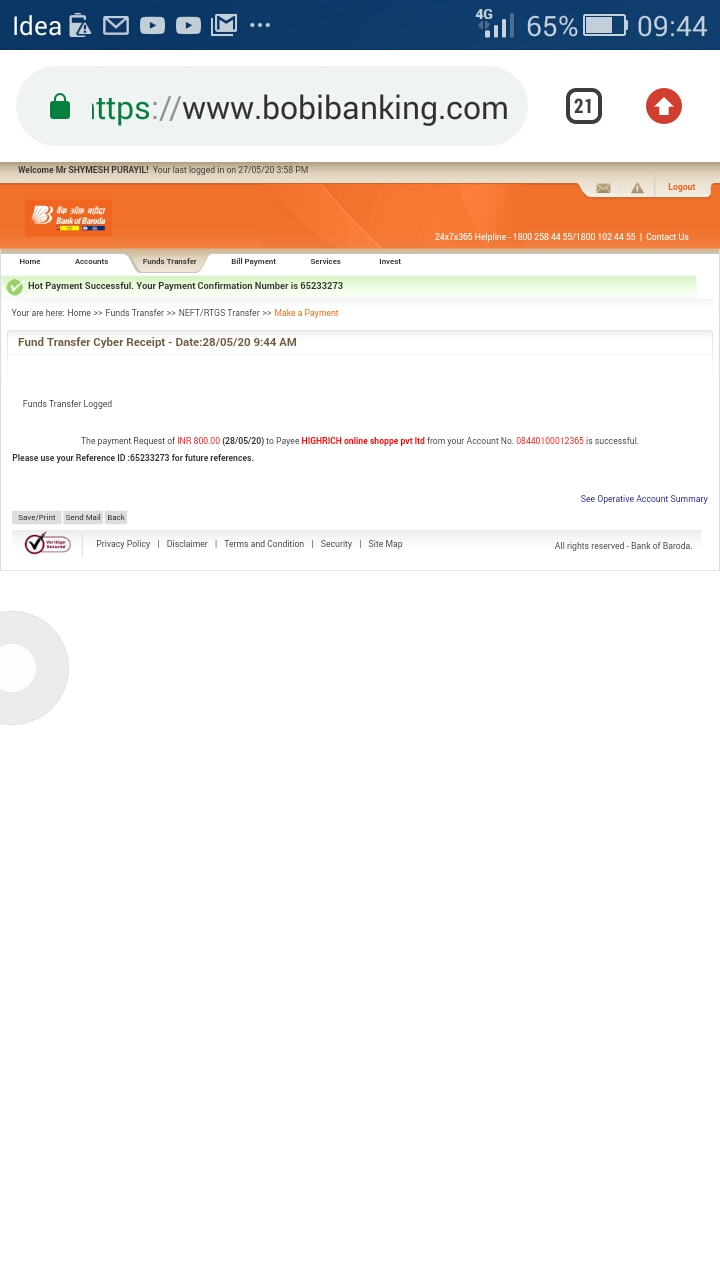 Idea 4G 65% 09:44
ttps://www.bobibanking.com 21
Welcome Mr SHYMESH PURAYIL! Your last logged in on 27/05/20 3:58 PM
Logout
बैंक ऑफ़ बड़ौदा
Bank of Baroda
24x7x365 Helpline - 1800 258 44 55/1800 102 44 55 | Contact Us
Home Accounts Funds Transfer Bill Payment Services Invest
Hot Payment Successful. Your Payment Confirmation Number is 65233273
You are here: Home >> Funds Transfer >> NEFT/RTGS Transfer >> Make a Payment
Fund Transfer Cyber Receipt - Date:28/05/20 9:44 AM
Funds Transfer Logged
The payment Request of INR 800.00 (28/05/20) to Payee HIGHRICH online shoppe pvt ltd from your Account No. 08440100012365 is successful.
Please use your Reference ID :65233273 for future references.
See Operative Account Summary
Save/Print Send Mail Back
VeriSign Secured
Privacy Policy | Disclaimer | Terms and Condition | Security | Site Map All rights reserved - Bank of Baroda.